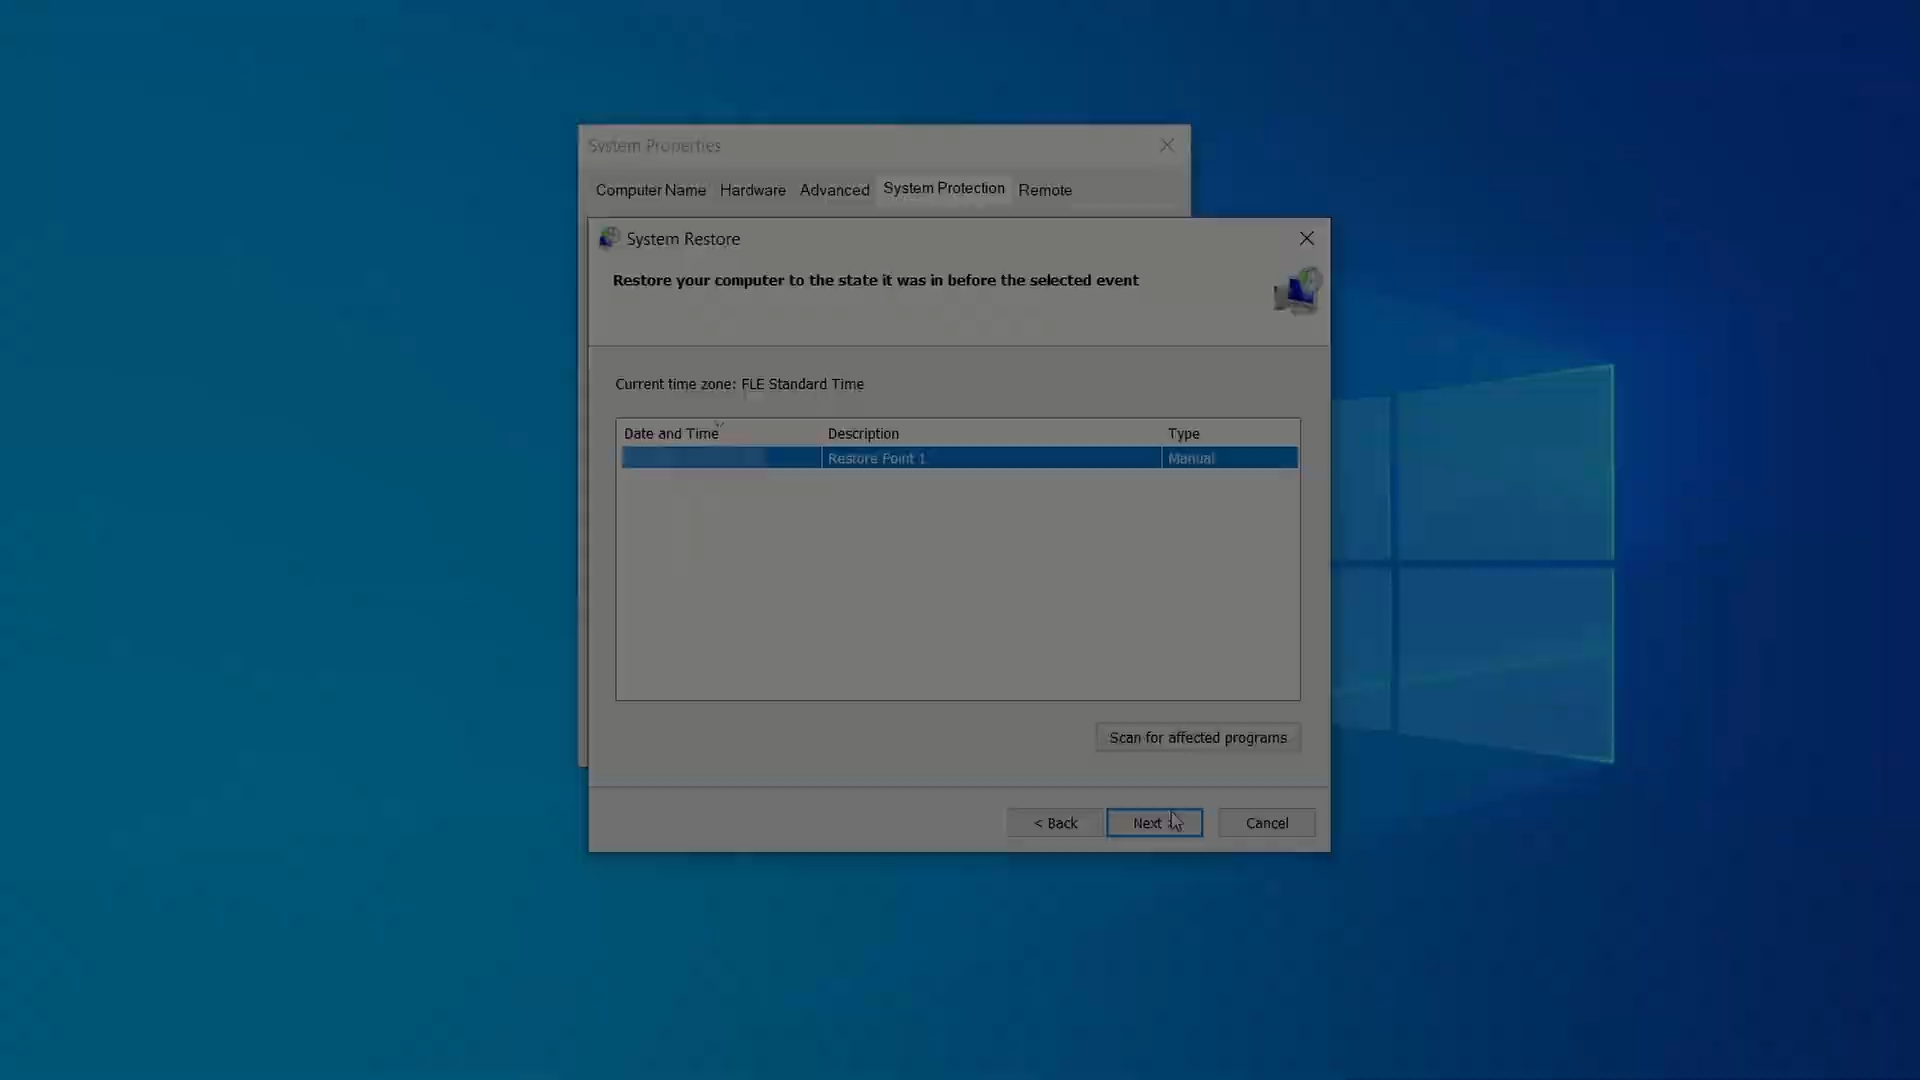 System Properties
Computer Name Hardware Advanced System Protection Remote
System Restore
Restore your computer to the state it was in before the selected event
Current time zone: FLE Standard Time
Date and Time Description Type
Restore Point 1 Manual
Scan for affected programs
< Back Next > Cancel